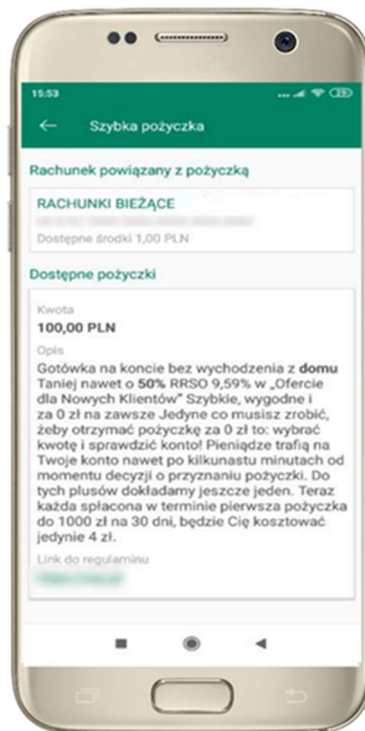 15:53
Szybka pożyczka
Rachunek powiązany z pożyczką
RACHUNKI BIEŻĄCE
Dostępne środki 1,00 PLN
Dostępne pożyczki
Kwota
100,00 PLN
Opis
Gotówka na koncie bez wychodzenia z domu
Taniej nawet o 50% RRSO 9,59% w „Ofercie
dla Nowych Klientów” Szybkie, wygodne i
za 0 zł na zawsze Jedyne co musisz zrobić,
żeby otrzymać pożyczkę za 0 zł to: wybrać
kwotę i sprawdzić konto! Pieniądze trafią na
Twoje konto nawet po kilkunastu minutach od
momentu decyzji o przyznaniu pożyczki. Do
tych plusów dokładamy jeszcze jeden. Teraz
każda spłacona w terminie pierwsza pożyczka
do 1000 zł na 30 dni, będzie Cię kosztować
jedynie 4 zł.
Link do regulaminu